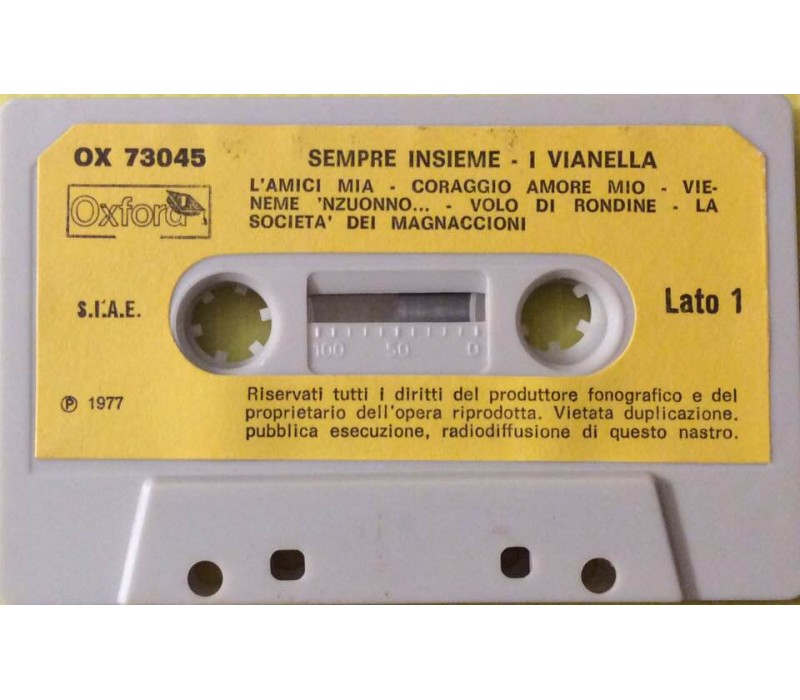 OX 73045
SEMPRE INSIEME - I VIANELLA
Oxford
L'AMICI MIA - CORAGGIO AMORE MIO - VIE-
NEME 'NZUONNO... - VOLO DI RONDINE - LA
SOCIETA' DEI MAGNACCIONI
S.I.A.E.
Lato 1
100 50 0
℗ 1977
Riservati tutti i diritti del produttore fonografico e del
proprietario dell'opera riprodotta. Vietata duplicazione.
pubblica esecuzione, radiodiffusione di questo nastro.